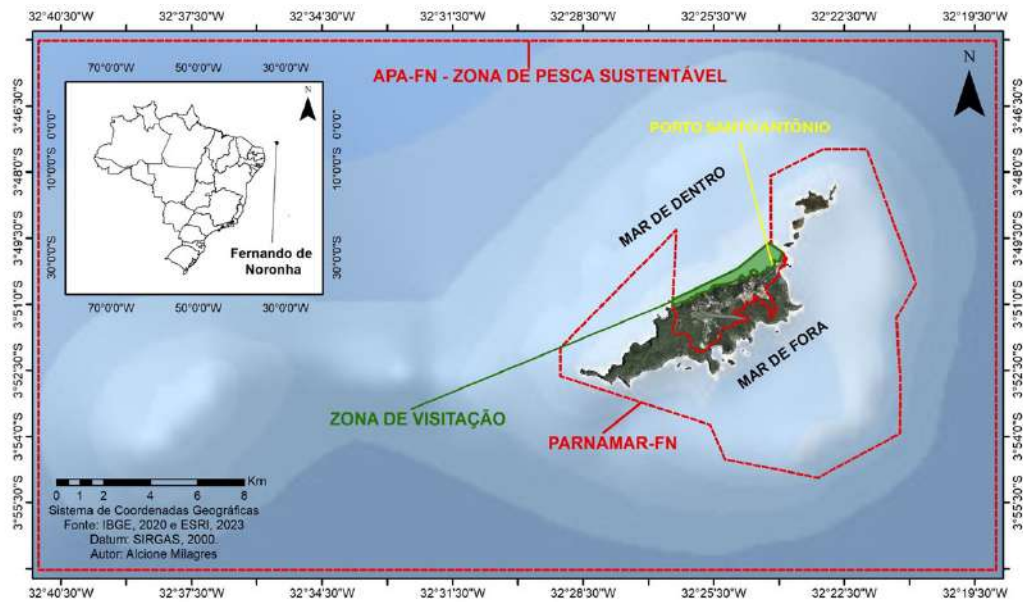 32°40'30"W 32°37'30"W 32°34'30"W 32°31'30"W 32°28'30"W 32°25'30"W 32°22'30"W 32°19'30"W
APA-FN - ZONA DE PESCA SUSTENTÁVEL
70°0'0"W 50°0'0"W 30°0'0"W
N
0°0'0"
10°0'0"S
30°0'0"S
0°0'0"
10°0'0"S
30°0'0"S
Fernando de
Noronha
70°0'0"W 50°0'0"W 30°0'0"W
N
PORTO SANTO ANTÔNIO
MAR DE DENTRO
MAR DE FORA
ZONA DE VISITAÇÃO
PARNAMAR-FN
3°46'30"S
3°48'0"S
3°49'30"S
3°51'0"S
3°52'30"S
3°54'0"S
3°55'30"S
3°46'30"S
3°48'0"S
3°49'30"S
3°51'0"S
3°52'30"S
3°54'0"S
3°55'30"S
Km
0 1 2 4 6 8
Sistema de Coordenadas Geográficas
Fonte: IBGE, 2020 e ESRI, 2023
Datum: SIRGAS, 2000.
Autor: Alcione Milagres
32°40'30"W 32°37'30"W 32°34'30"W 32°31'30"W 32°28'30"W 32°25'30"W 32°22'30"W 32°19'30"W